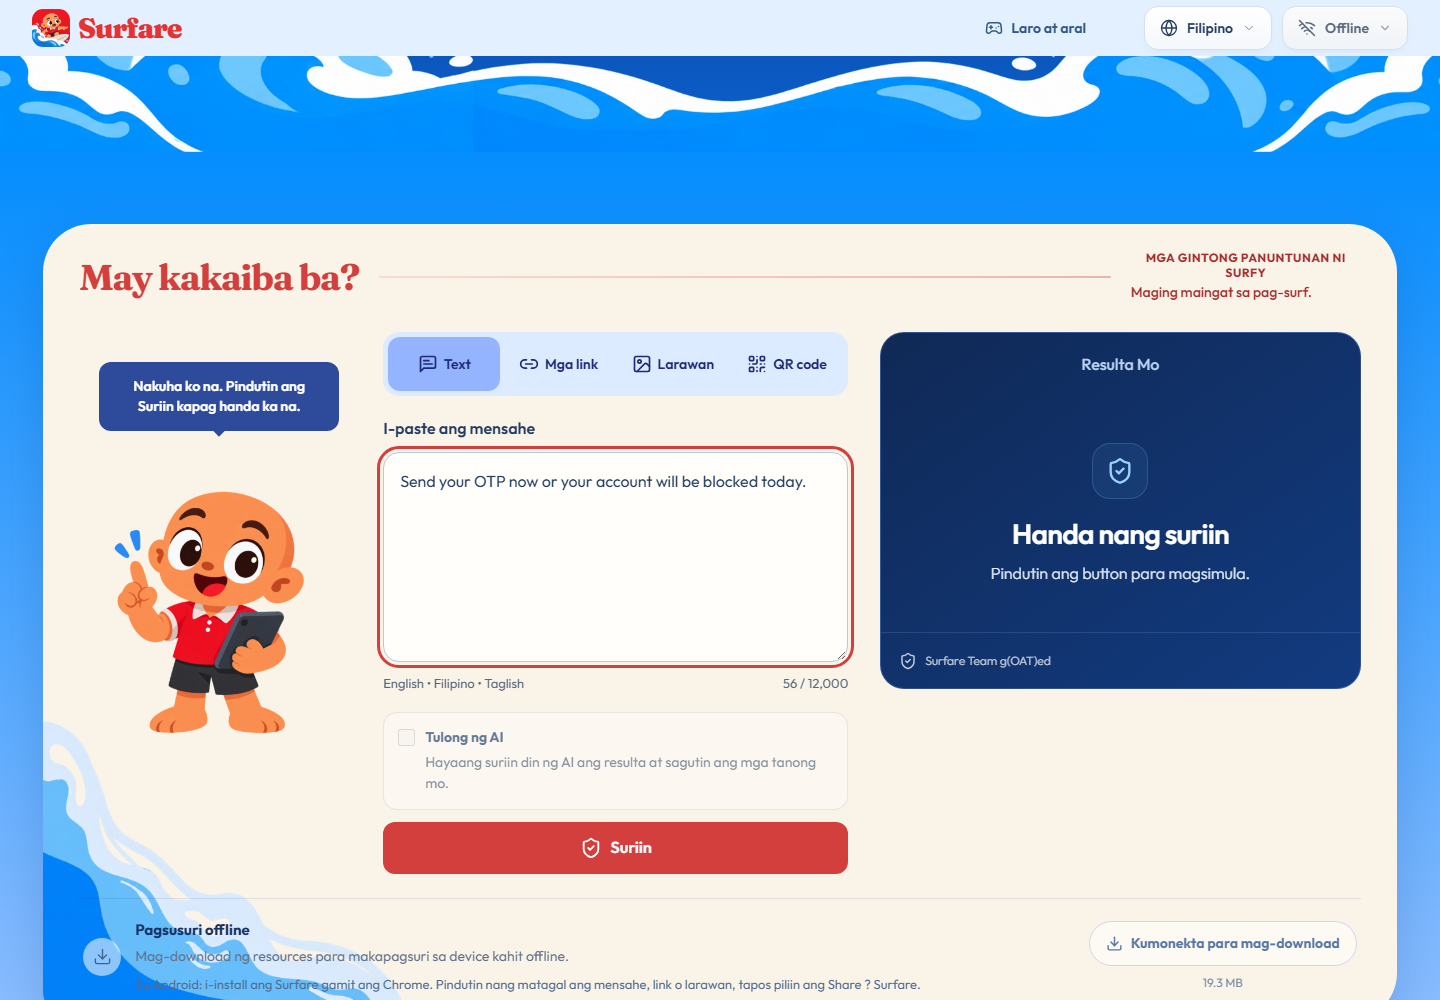 Surfare
Laro at aral
Filipino
Offline
May kakaiba ba?
MGA GINTONG PANUNTUNAN NI
SURFY
Maging maingat sa pag-surf.
Nakuha ko na. Pindutin ang
Suriin kapag handa ka na.
Text
Mga link
Larawan
QR code
I-paste ang mensahe
Send your OTP now or your account will be blocked today.
English • Filipino • Taglish
56 / 12,000
Tulong ng AI
Hayaang suriin din ng AI ang resulta at sagutin ang mga tanong
mo.
Suriin
Resulta Mo
Handa nang suriin
Pindutin ang button para magsimula.
Surfare Team g(OAT)ed
Pagsusuri offline
Mag-download ng resources para makapagsuri sa device kahit offline.
Sa Android: i-install ang Surfare gamit ang Chrome. Pindutin nang matagal ang mensahe, link o larawan, tapos piliin ang Share ? Surfare.
Kumonekta para mag-download
19.3 MB